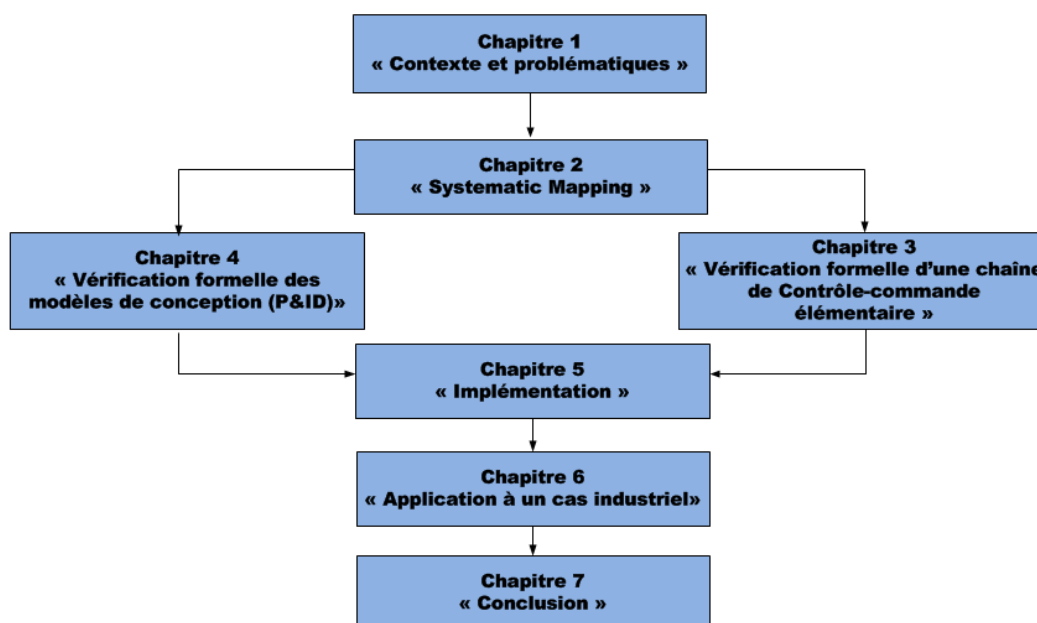 Chapitre 1
« Contexte et problématiques »
Chapitre 2
« Systematic Mapping »
Chapitre 4
« Vérification formelle des
modèles de conception (P&ID)»
Chapitre 3
« Vérification formelle d'une chaîne
de Contrôle-commande
élémentaire »
Chapitre 5
« Implémentation »
Chapitre 6
« Application à un cas industriel»
Chapitre 7
« Conclusion »